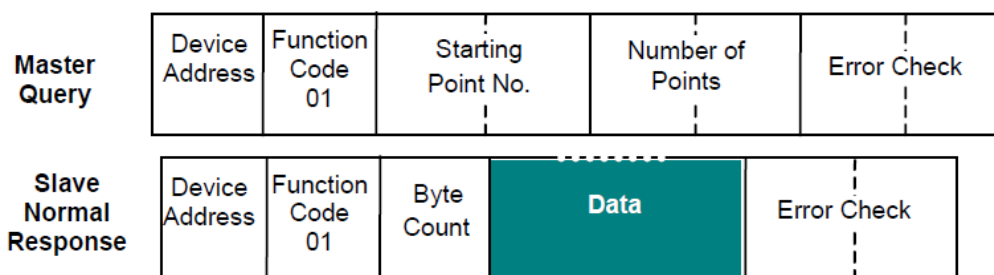 Master
Query
Device
Address
Function
Code
01
Starting
Point No.
Number of
Points
Error Check
Slave
Normal
Response
Device
Address
Function
Code
01
Byte
Count
Data
Error Check